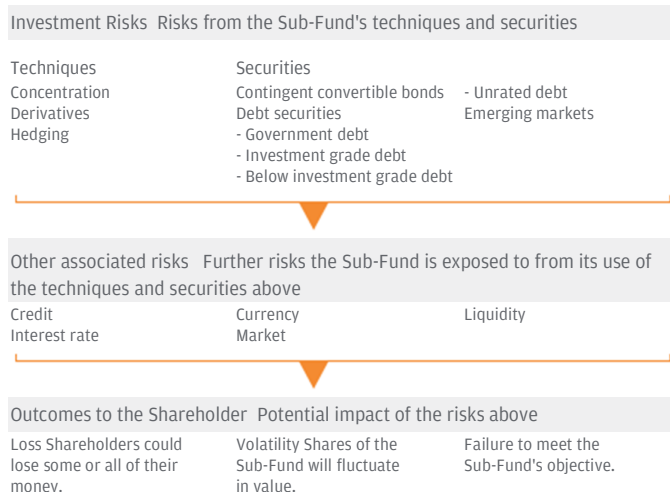 Investment Risks Risks from the Sub-Fund's techniques and securities
Techniques
Concentration
Derivatives
Hedging
Securities
Contingent convertible bonds
Debt securities
- Government debt
- Investment grade debt
- Below investment grade debt
- Unrated debt
Emerging markets
Other associated risks Further risks the Sub-Fund is exposed to from its use of
the techniques and securities above
Credit
Interest rate
Currency
Market
Liquidity
Outcomes to the Shareholder Potential impact of the risks above
Loss Shareholders could
lose some or all of their
money.
Volatility Shares of the
Sub-Fund will fluctuate
in value.
Failure to meet the
Sub-Fund's objective.